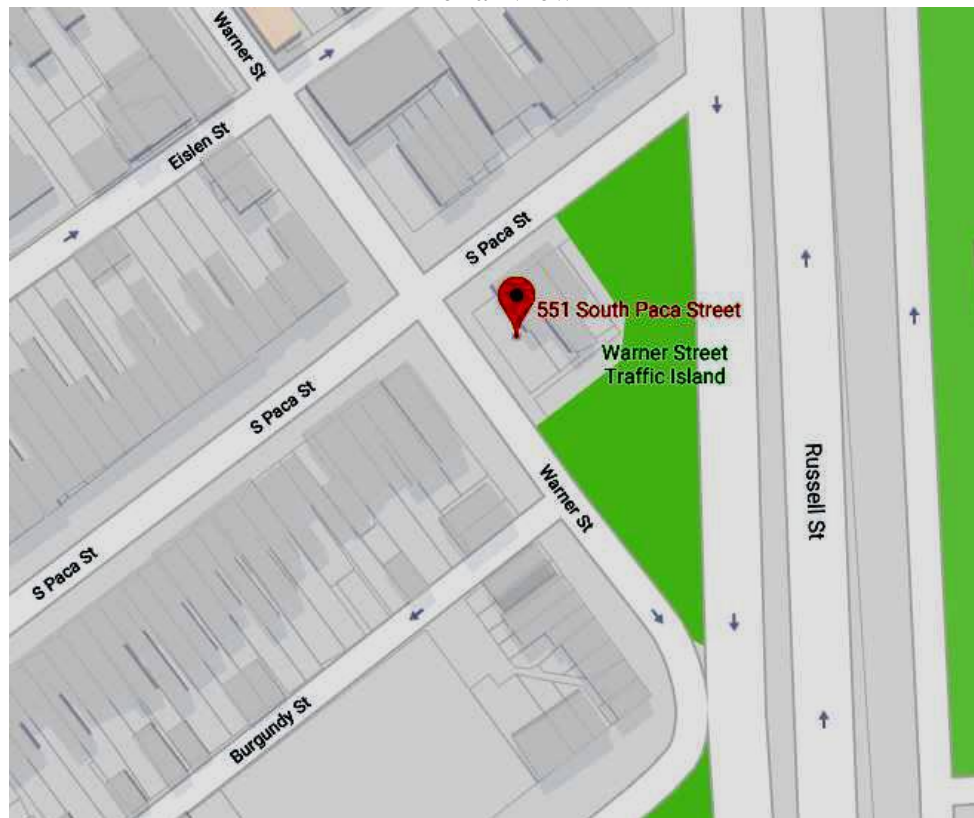 Warner St
Eislen St
S Paca St
551 South Paca Street
Warner Street
Traffic Island
S Paca St
Warner St
Russell St
S Paca St
Burgundy St